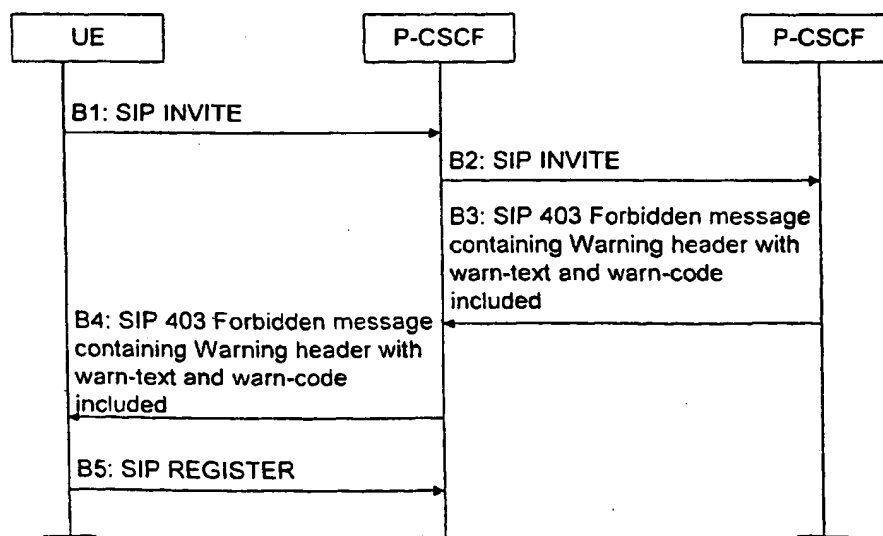 UE
P-CSCF
P-CSCF
B1: SIP INVITE
B2: SIP INVITE
B3: SIP 403 Forbidden message
containing Warning header with
warn-text and warn-code
included
B4: SIP 403 Forbidden message
containing Warning header with
warn-text and warn-code
included
B5: SIP REGISTER